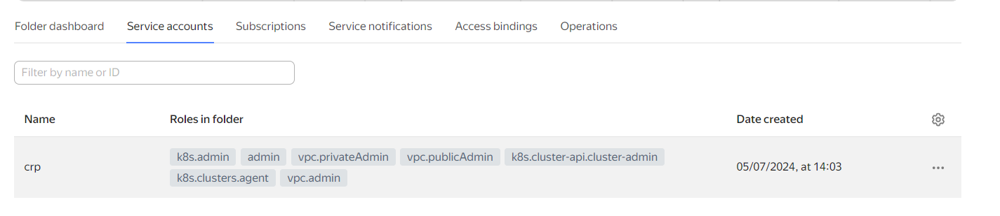 Folder dashboard Service accounts Subscriptions Service notifications Access bindings Operations
Filter by name or ID
Name Roles in folder Date created
k8s.admin admin vpc.privateAdmin vpc.publicAdmin k8s.cluster-api.cluster-admin
crp 05/07/2024, at 14:03
k8s.clusters.agent vpc.admin